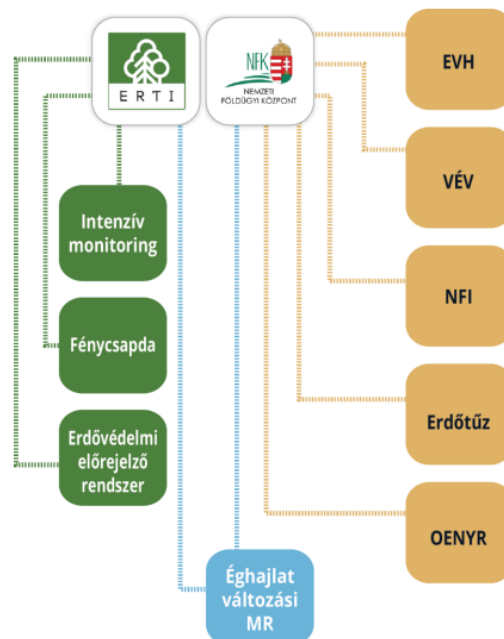 ERTI
NFK
NEMZETI
FÖLDÜGYI KÖZPONT
EVH
VÉV
Intenzív
monitoring
NFI
Fénycsapda
Erdőtűz
Erdővédelmi
előrejelző
rendszer
OENYR
Éghajlat
változási
MR